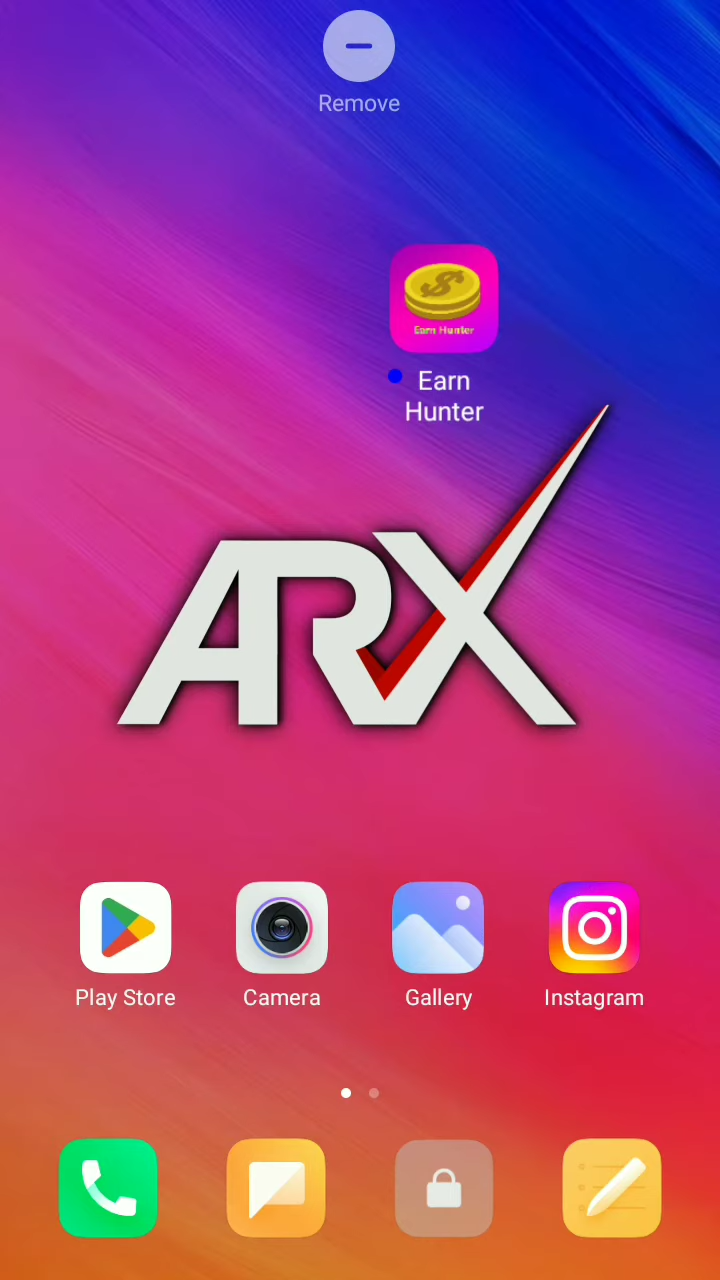 Remove
Earn Hunter
Earn
Hunter
ARX
Play Store
Camera
Gallery
Instagram